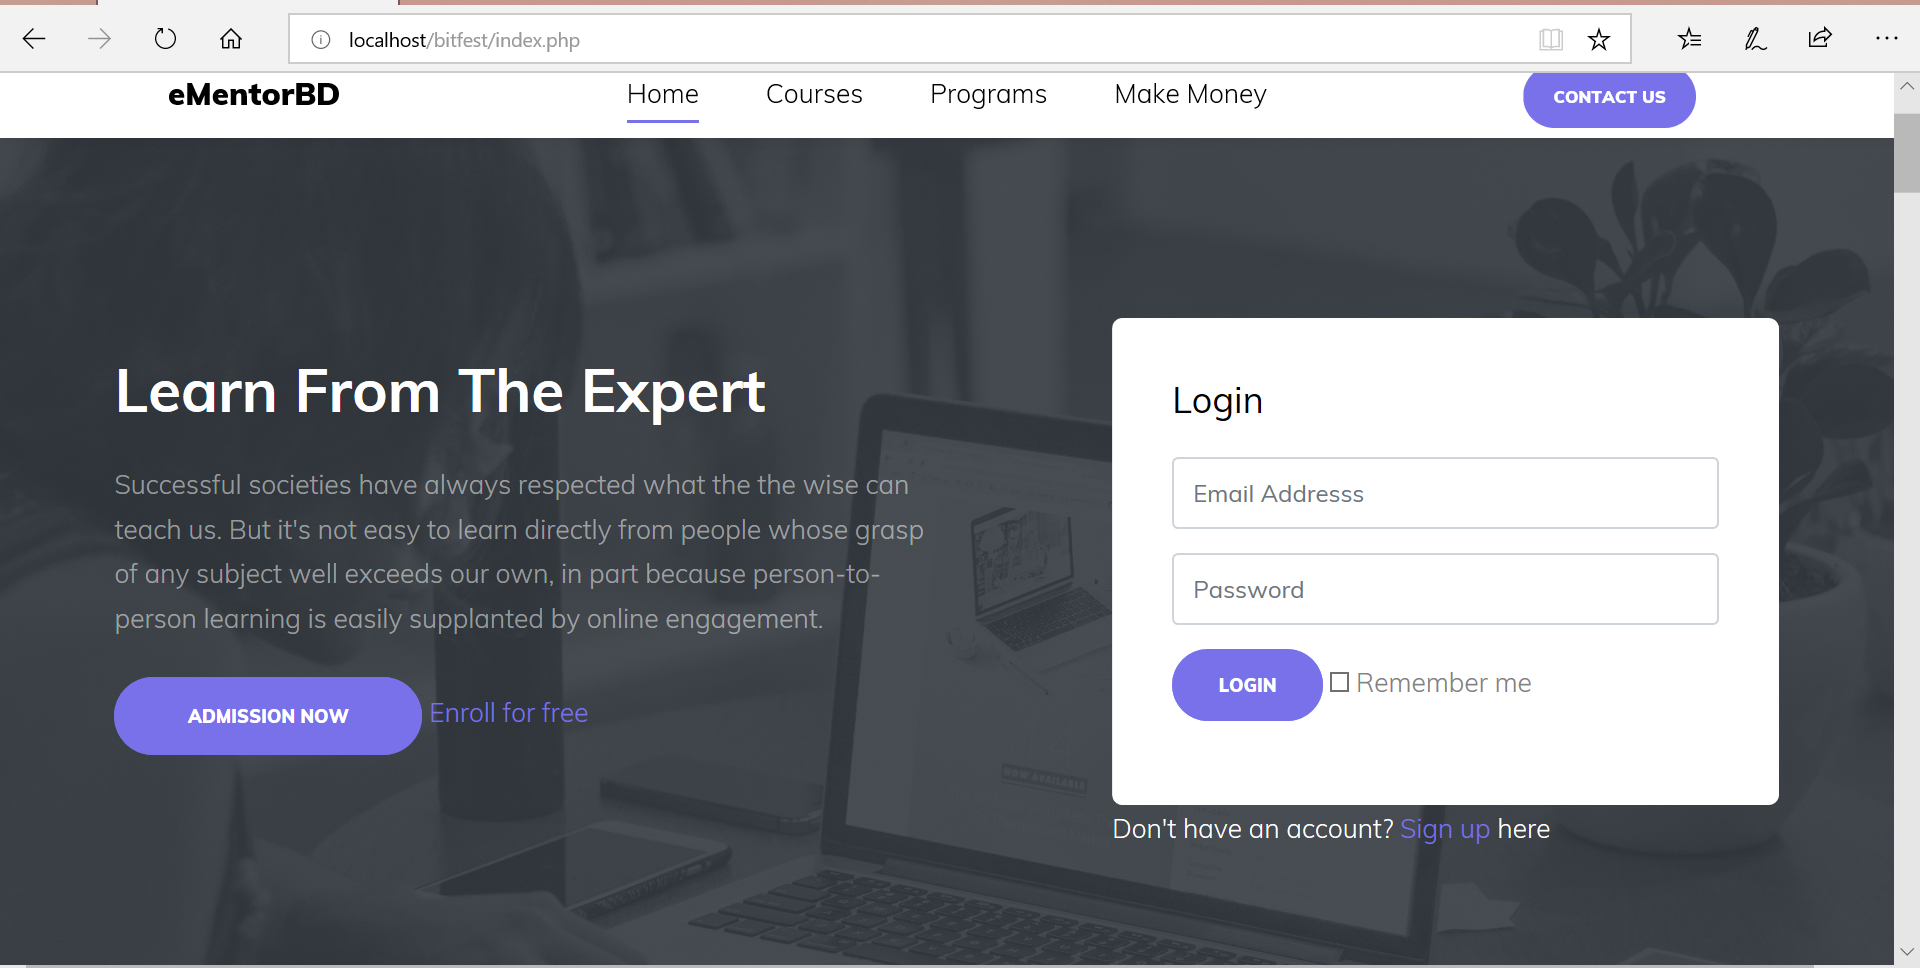 localhost/bitfest/index.php
eMentorBD
Home
Courses
Programs
Make Money
CONTACT US
Learn From The Expert
Successful societies have always respected what the the wise can
teach us. But it's not easy to learn directly from people whose grasp
of any subject well exceeds our own, in part because person-to-
person learning is easily supplanted by online engagement.
ADMISSION NOW
Enroll for free
Login
Email Addresss
Password
LOGIN
Remember me
Don't have an account? Sign up here
NOW AVAILABLE